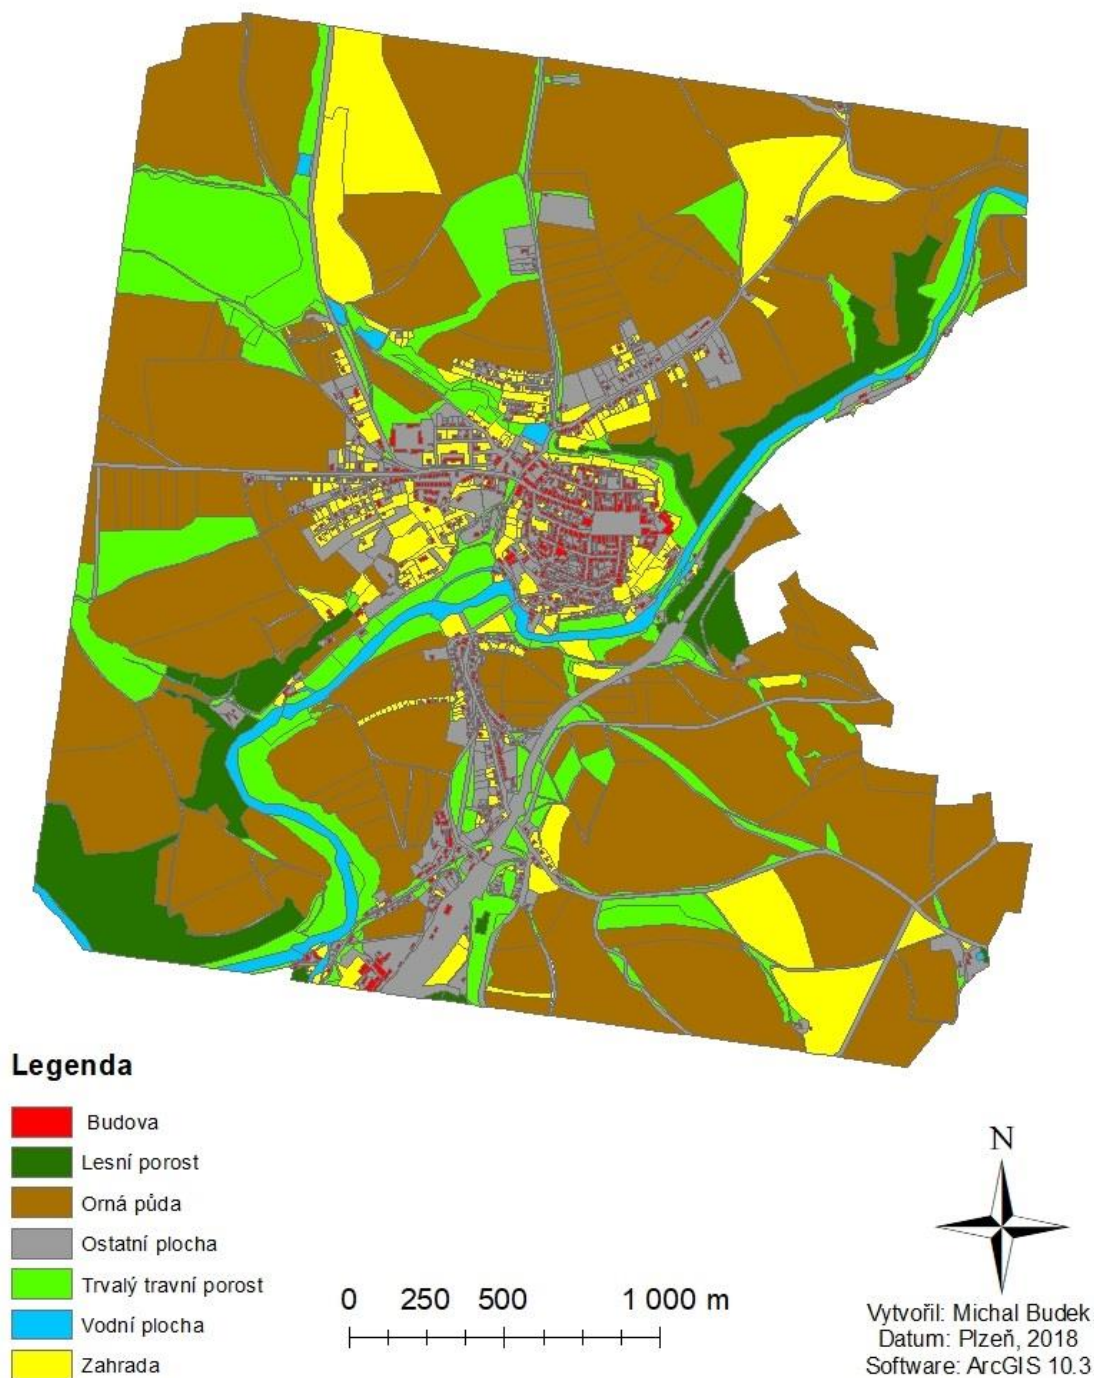 Legenda
Budova
Lesní porost
Orná půda
Ostatní plocha
Trvalý travní porost
Vodní plocha
Zahrada
0 250 500 1 000 m
N
Vytvořil: Michal Budek
Datum: Plzeň, 2018
Software: ArcGIS 10.3